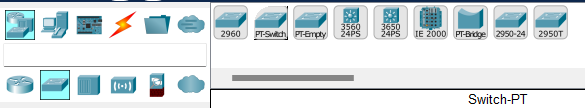 2960
PT-Switch
PT-Empty
3560
24PS
3650
24PS
IE 2000
PT-Bridge
2950-24
2950T
Switch-PT